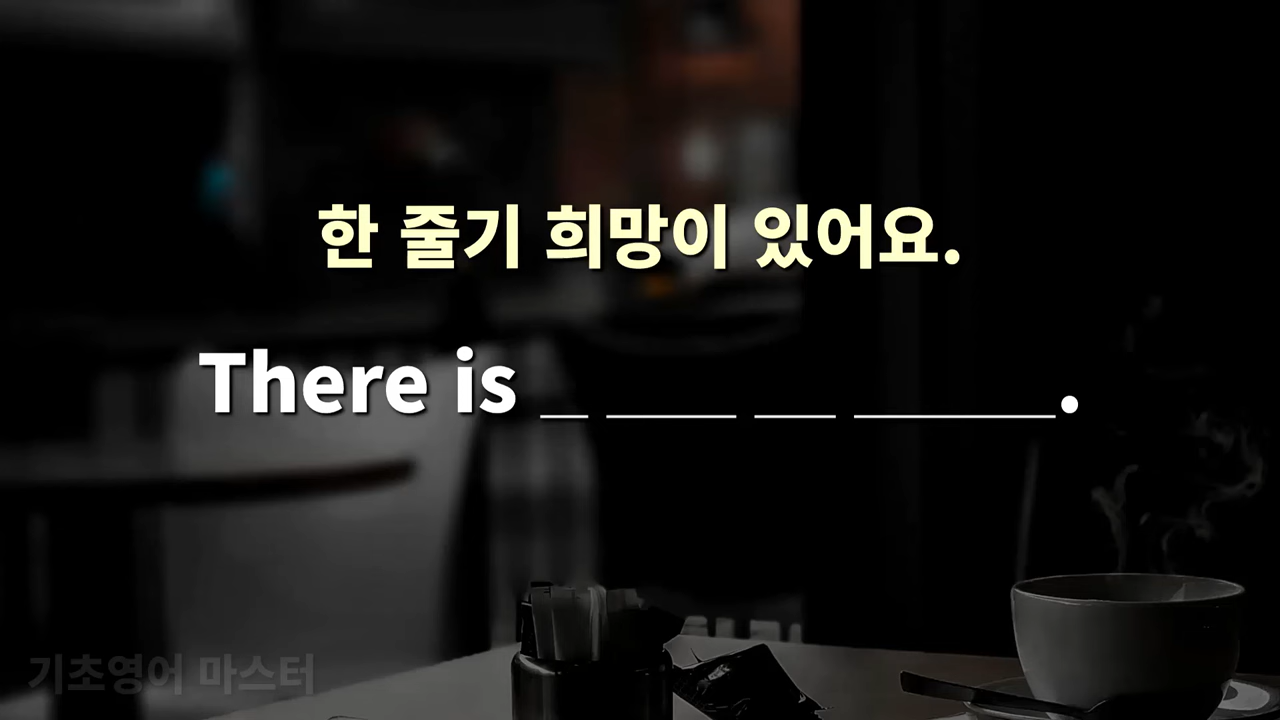 한 줄기 희망이 있어요.
There is _ ____ __ ______.
기초영어 마스터